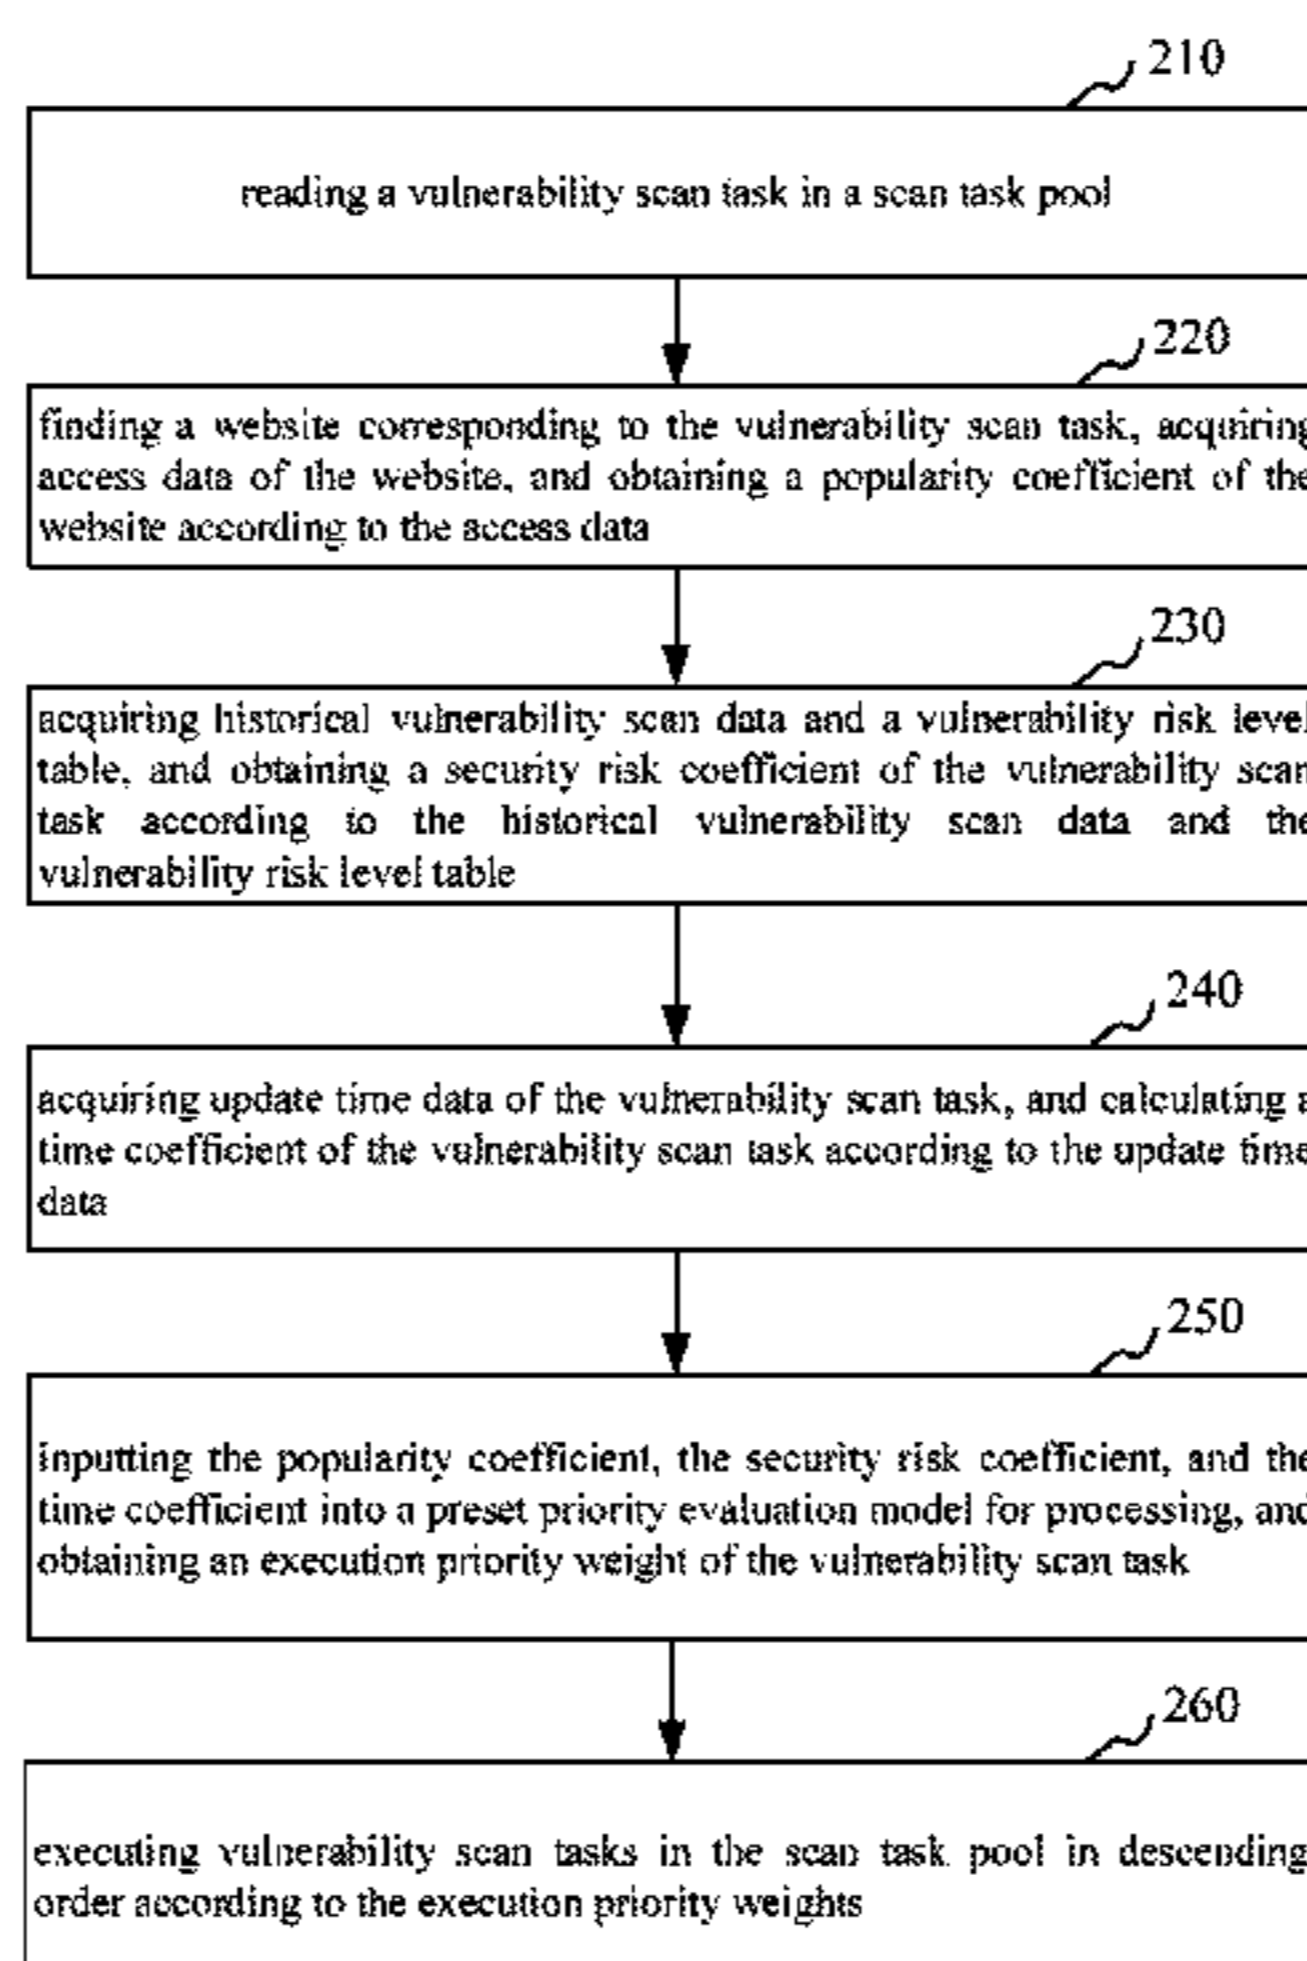 210
reading a vulnerability scan task in a scan task pool
220
finding a website corresponding to the vulnerability scan task, acquiring
access data of the website, and obtaining a popularity coefficient of the
website according to the access data
230
acquiring historical vulnerability scan data and a vulnerability risk level
table, and obtaining a security risk coefficient of the vulnerability scan
task according to the historical vulnerability scan data and the
vulnerability risk level table
240
acquiring update time data of the vulnerability scan task, and calculating a
time coefficient of the vulnerability scan task according to the update time
data
250
inputting the popularity coefficient, the security risk coefficient, and the
time coefficient into a preset priority evaluation model for processing, and
obtaining an execution priority weight of the vulnerability scan task
260
executing vulnerability scan tasks in the scan task pool in descending
order according to the execution priority weights